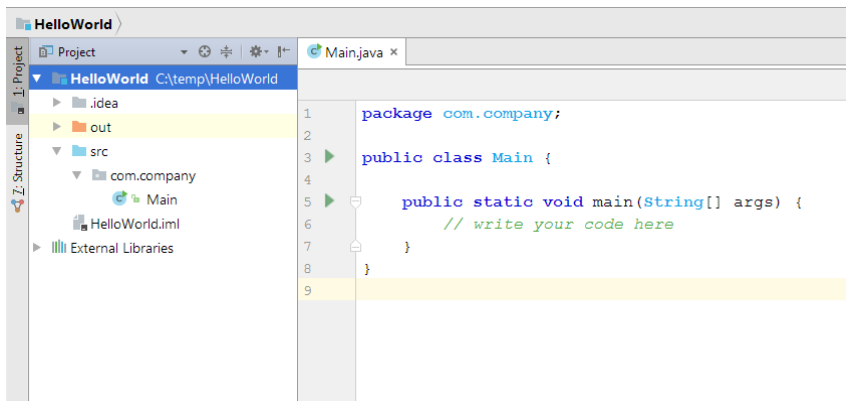 HelloWorld
1: Project
7: Structure
Project
HelloWorld C:\temp\HelloWorld
.idea
out
src
com.company
Main
HelloWorld.iml
External Libraries
Main.java ×
1 package com.company;
2
3 public class Main {
4
5 public static void main(String[] args) {
6 // write your code here
7 }
8 }
9